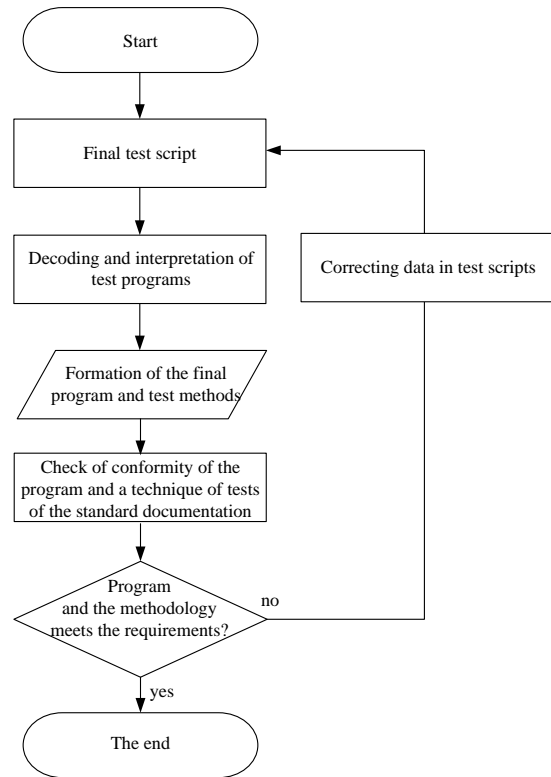 Start
Final test script
Decoding and interpretation of
test programs
Correcting data in test scripts
Formation of the final
program and test methods
Check of conformity of the
program and a technique of tests
of the standard documentation
Program
and the methodology
meets the requirements?
no
yes
The end